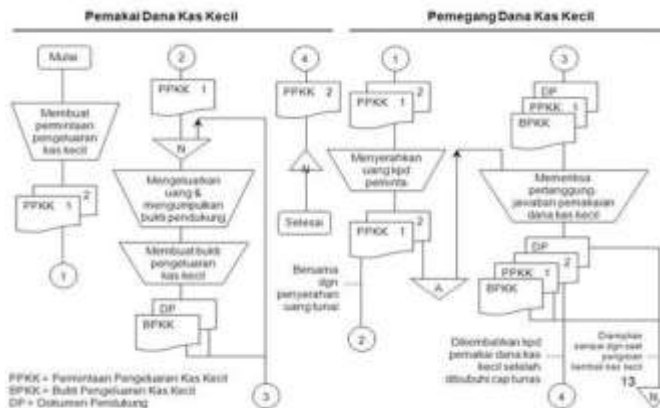 Pemakai Dana Kas Kecil
Mulai
Membuat
permintaan
pengeluaran
kas kecil
2
PPKK 1
1
2
PPKK 1
N
Mengeluarkan
uang &
mengumpulkan
bukti pendukung
Membuat bukti
pengeluaran
kas kecil
DP
BPKK
3
4
PPKK 2
N
Selesai
Pemegang Dana Kas Kecil
1
2
PPKK 1
Menyerahkan
uang kpd
peminta
2
PPKK 1
Bersama
dgn
penyerahan
uang tunai
2
A
3
DP
PPKK 1
BPKK
Memeriksa
pertanggung
jawaban pemakaian
dana kas kecil
DP
2
PPKK 1
BPKK
Dikembalikan kpd
pemakai dana kas
kecil setelah
dibubuhi cap lunas
4
Disimpan
sampai dgn saat
pengisian
kembali kas kecil
13
N
PPKK = Permintaan Pengeluaran Kas Kecil
BPKK = Bukti Pengeluaran Kas Kecil
DP = Dokumen Pendukung